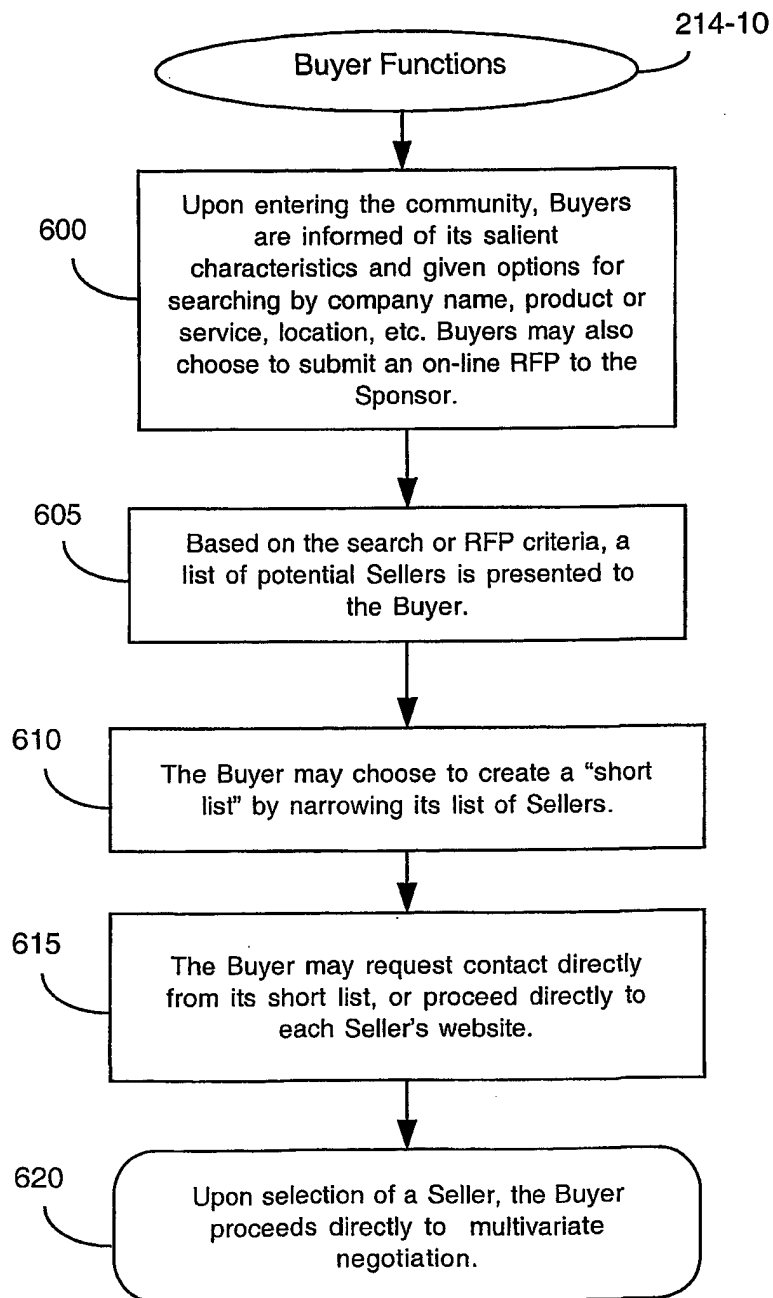 214-10
Buyer Functions
600
Upon entering the community, Buyers
are informed of its salient
characteristics and given options for
searching by company name, product or
service, location, etc. Buyers may also
choose to submit an on-line RFP to the
Sponsor.
605
Based on the search or RFP criteria, a
list of potential Sellers is presented to
the Buyer.
610
The Buyer may choose to create a “short
list” by narrowing its list of Sellers.
615
The Buyer may request contact directly
from its short list, or proceed directly to
each Seller's website.
620
Upon selection of a Seller, the Buyer
proceeds directly to multivariate
negotiation.